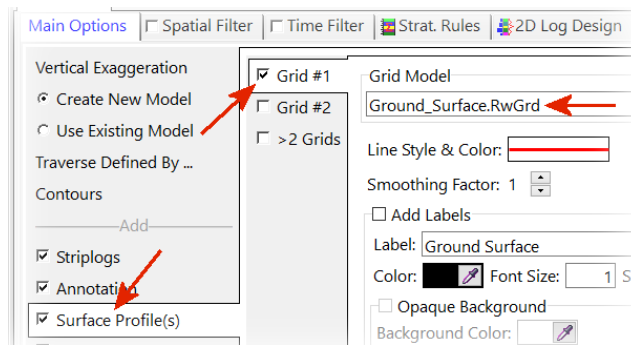 Main Options Spatial Filter Time Filter Strat. Rules 2D Log Design
Vertical Exaggeration
Create New Model
Use Existing Model
Traverse Defined By ...
Contours
Add
Striplogs
Annotation
Surface Profile(s)
Grid #1
Grid #2
>2 Grids
Grid Model
Ground_Surface.RwGrd
Line Style & Color:
Smoothing Factor: 1
Add Labels
Label: Ground Surface
Color: Font Size: 1 S
Opaque Background
Background Color: